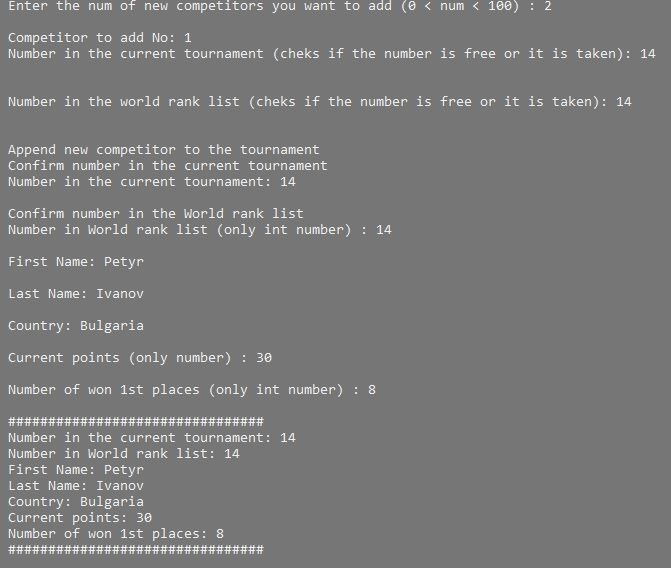 Enter the num of new competitors you want to add (0 < num < 100) : 2
Competitor to add No: 1
Number in the current tournament (cheks if the number is free or it is taken): 14
Number in the world rank list (cheks if the number is free or it is taken): 14
Append new competitor to the tournament
Confirm number in the current tournament
Number in the current tournament: 14
Confirm number in the World rank list
Number in World rank list (only int number) : 14
First Name: Petyr
Last Name: Ivanov
Country: Bulgaria
Current points (only number) : 30
Number of won 1st places (only int number) : 8
################################
Number in the current tournament: 14
Number in World rank list: 14
First Name: Petyr
Last Name: Ivanov
Country: Bulgaria
Current points: 30
Number of won 1st places: 8
################################